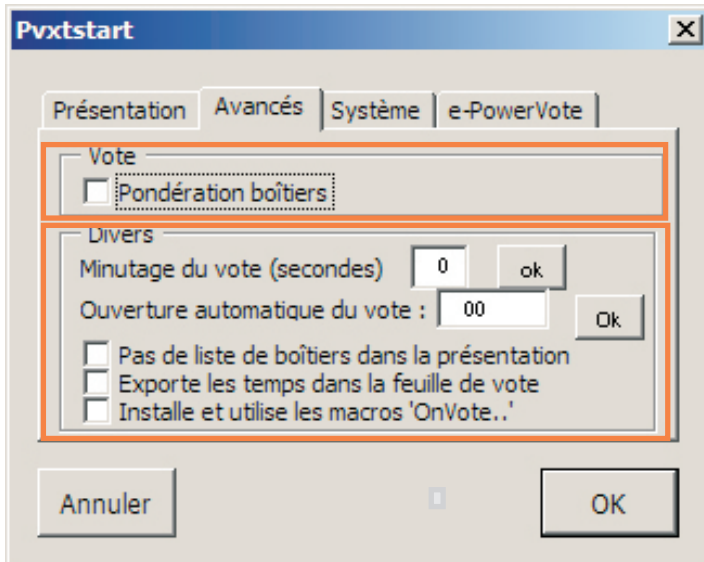 Pvxtstart
Présentation Avancés Système e-PowerVote
Vote
Pondération boîtiers
Divers
Minutage du vote (secondes) 0 ok
Ouverture automatique du vote : 00 Ok
Pas de liste de boîtiers dans la présentation
Exporte les temps dans la feuille de vote
Installe et utilise les macros 'OnVote..'
Annuler OK